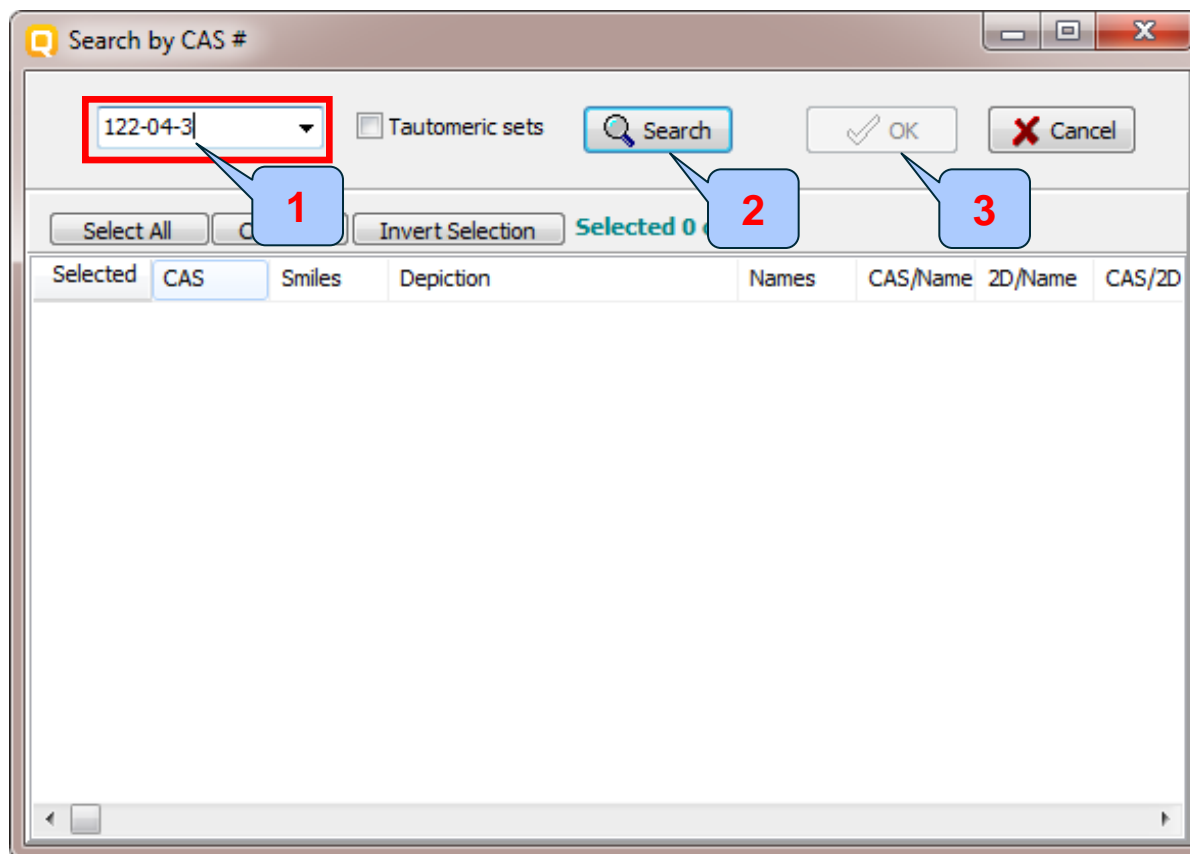 Search by CAS #
122-04-3 Tautomeric sets Search OK Cancel
1 2 3
Select All Invert Selection Selected 0
Selected CAS Smiles Depiction Names CAS/Name 2D/Name CAS/2D